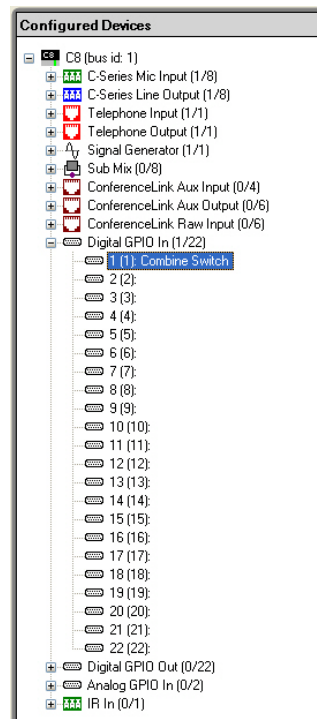 Configured Devices
C8 C8 (bus id: 1)
C-Series Mic Input (1/8)
C-Series Line Output (1/8)
Telephone Input (1/1)
Telephone Output (1/1)
Signal Generator (1/1)
Sub Mix (0/8)
ConferenceLink Aux Input (0/4)
ConferenceLink Aux Output (0/6)
ConferenceLink Raw Input (0/6)
Digital GPIO In (1/22)
1 (1): Combine Switch
2 (2):
3 (3):
4 (4):
5 (5):
6 (6):
7 (7):
8 (8):
9 (9):
10 (10):
11 (11):
12 (12):
13 (13):
14 (14):
15 (15):
16 (16):
17 (17):
18 (18):
19 (19):
20 (20):
21 (21):
22 (22):
Digital GPIO Out (0/22)
Analog GPIO In (0/2)
IR In (0/1)